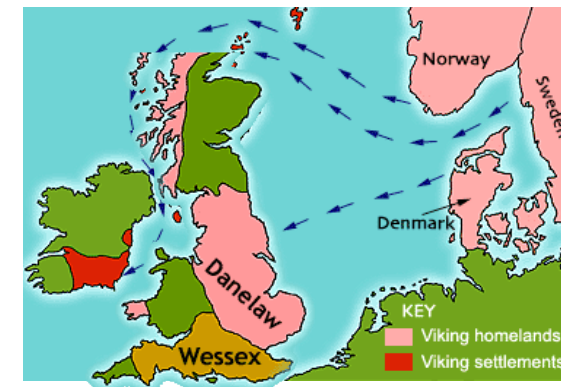 Norway
Sweden
Denmark
Danelaw
Wessex
KEY
Viking homelands
Viking settlements